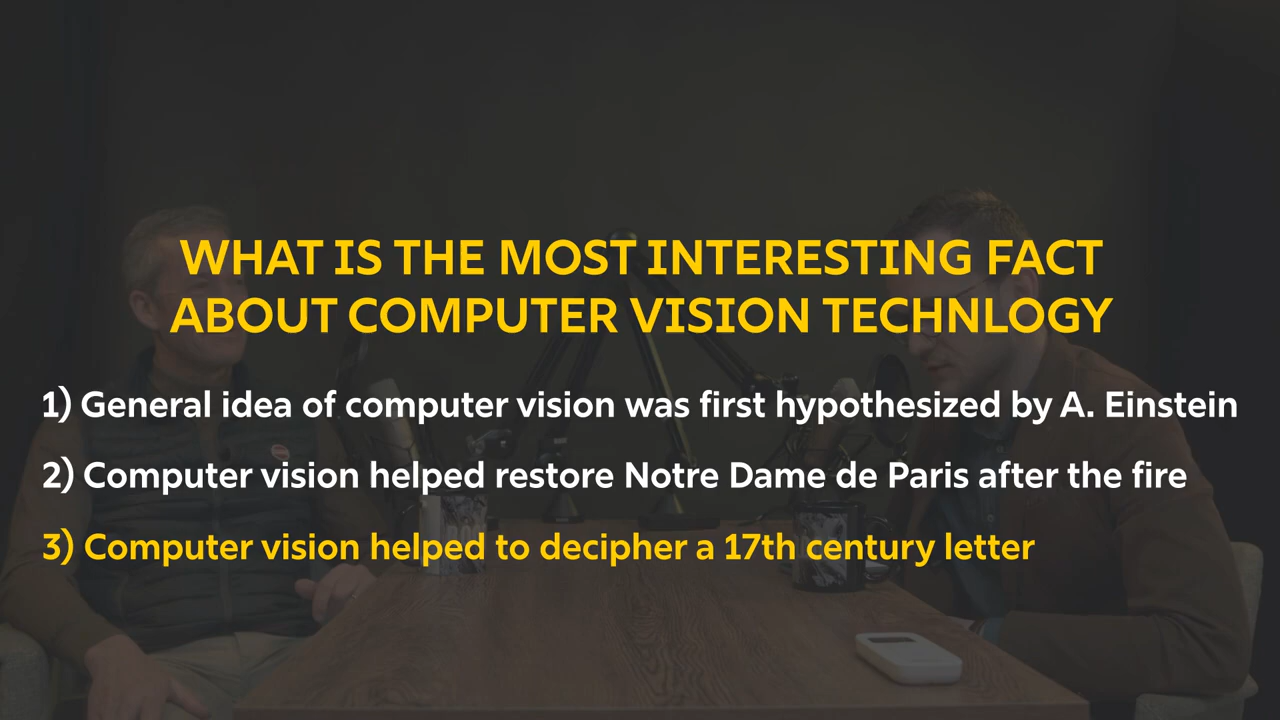 WHAT IS THE MOST INTERESTING FACT
ABOUT COMPUTER VISION TECHNLOGY
1) General idea of computer vision was first hypothesized by A. Einstein
2) Computer vision helped restore Notre Dame de Paris after the fire
3) Computer vision helped to decipher a 17th century letter